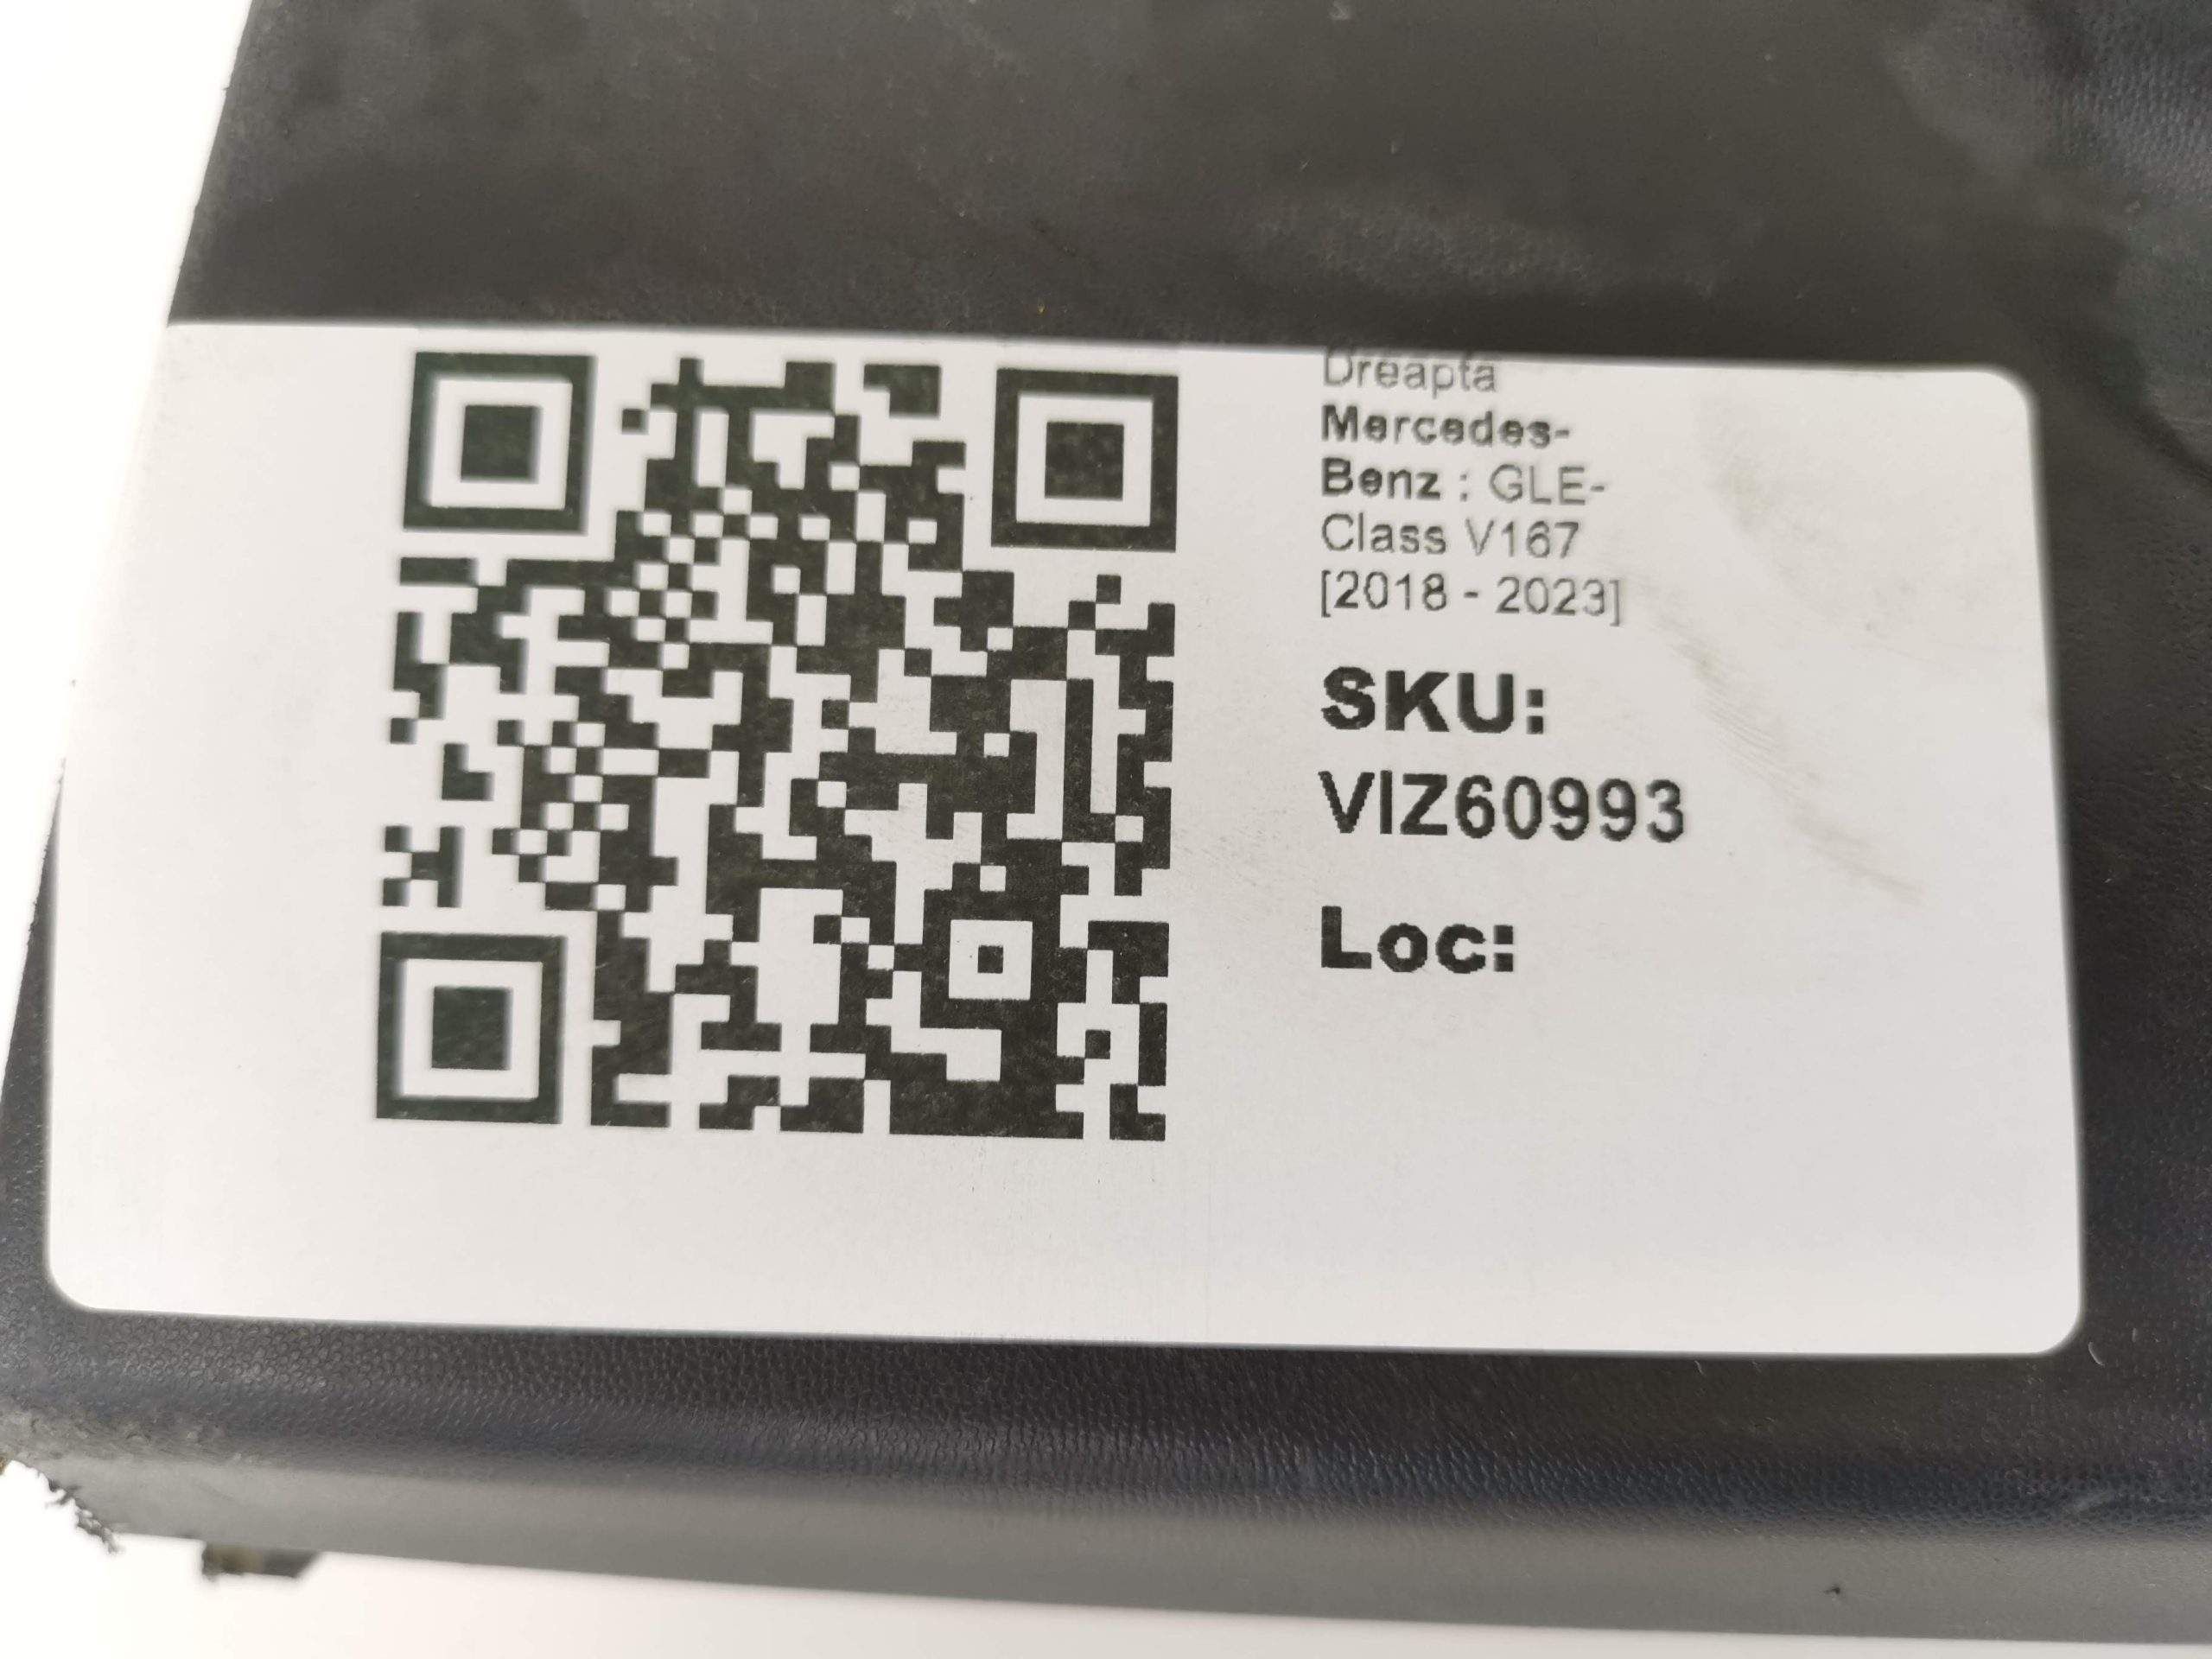 Dreapta
Mercedes-
Benz : GLE-
Class V167
[2018 - 2023]
SKU:
VIZ60993
Loc: